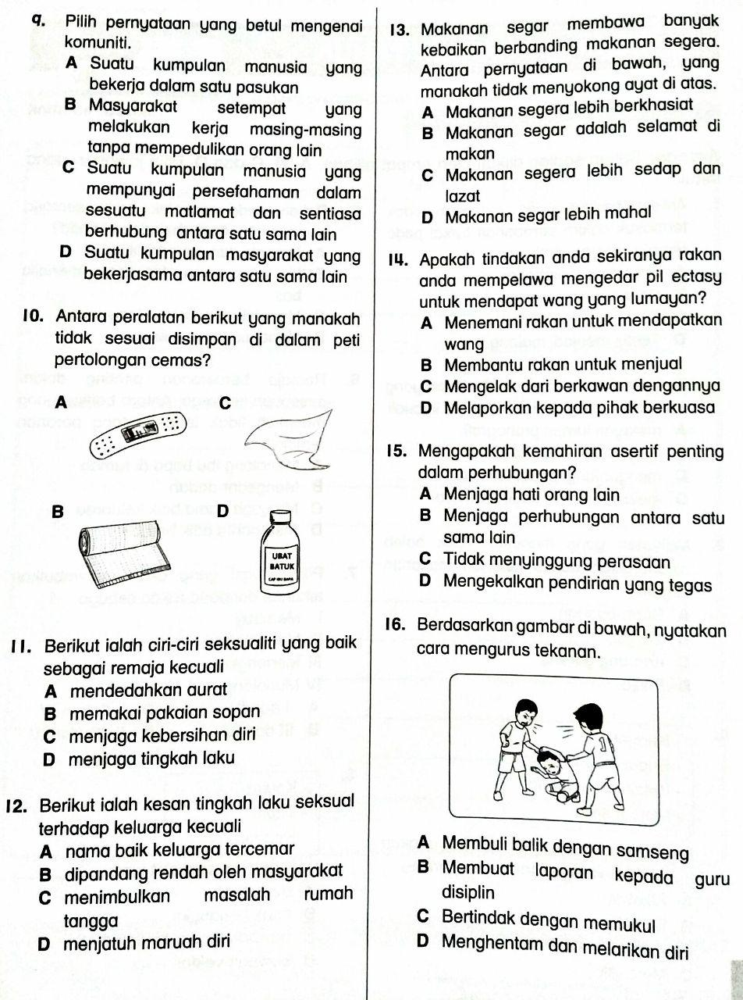 9. Pilih pernyataan yang betul mengenai
komuniti.
A Suatu kumpulan manusia yang
bekerja dalam satu pasukan
B Masyarakat setempat yang
melakukan kerja masing-masing
tanpa mempedulikan orang lain
C Suatu kumpulan manusia yang
mempunyai persefahaman dalam
sesuatu matlamat dan sentiasa
berhubung antara satu sama lain
D Suatu kumpulan masyarakat yang
bekerjasama antara satu sama lain
10. Antara peralatan berikut yang manakah
tidak sesuai disimpan di dalam peti
pertolongan cemas?
A C
B D
UBAT
BATUK
CAP IBU BAPA
11. Berikut ialah ciri-ciri seksualiti yang baik
sebagai remaja kecuali
A mendedahkan aurat
B memakai pakaian sopan
C menjaga kebersihan diri
D menjaga tingkah laku
12. Berikut ialah kesan tingkah laku seksual
terhadap keluarga kecuali
A nama baik keluarga tercemar
B dipandang rendah oleh masyarakat
C menimbulkan masalah rumah
tangga
D menjatuh maruah diri
13. Makanan segar membawa banyak
kebaikan berbanding makanan segera.
Antara pernyataan di bawah, yang
manakah tidak menyokong ayat di atas.
A Makanan segera lebih berkhasiat
B Makanan segar adalah selamat di
makan
C Makanan segera lebih sedap dan
lazat
D Makanan segar lebih mahal
14. Apakah tindakan anda sekiranya rakan
anda mempelawa mengedar pil ectasy
untuk mendapat wang yang lumayan?
A Menemani rakan untuk mendapatkan
wang
B Membantu rakan untuk menjual
C Mengelak dari berkawan dengannya
D Melaporkan kepada pihak berkuasa
15. Mengapakah kemahiran asertif penting
dalam perhubungan?
A Menjaga hati orang lain
B Menjaga perhubungan antara satu
sama lain
C Tidak menyinggung perasaan
D Mengekalkan pendirian yang tegas
16. Berdasarkan gambar di bawah, nyatakan
cara mengurus tekanan.
1
A Membuli balik dengan samseng
B Membuat laporan kepada guru
disiplin
C Bertindak dengan memukul
D Menghentam dan melarikan diri